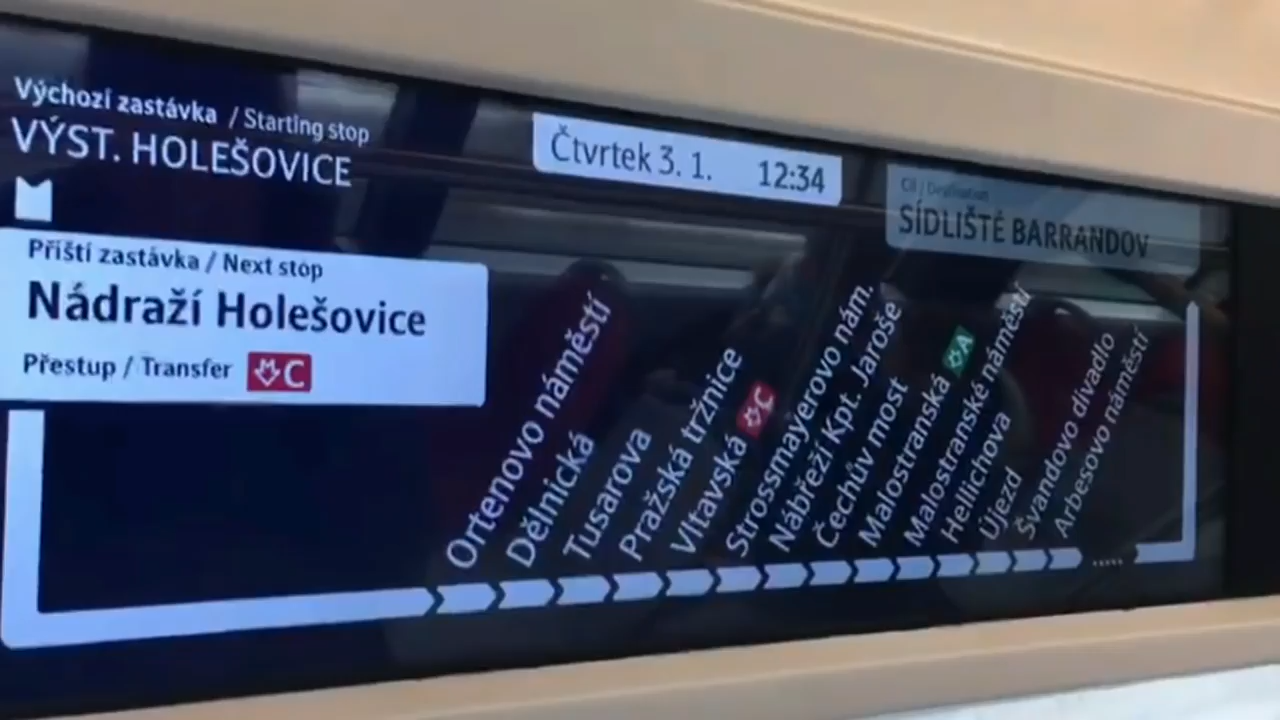 Výchozí zastávka / Starting stop
VÝST. HOLEŠOVICE
Čtvrtek 3. 1. 12:34
Cíl / Destination
SÍDLIŠTĚ BARRANDOV
Příští zastávka / Next stop
Nádraží Holešovice
Přestup / Transfer C
Ortenovo náměstí
Dělnická
Tusarova
Pražská tržnice
Vltavská C
Strossmayerovo nám.
Nábřeží Kpt. Jaroše
Čechův most
Malostranská A
Malostranské náměstí
Hellichova
Újezd
Švandovo divadlo
Arbesovo náměstí
.....